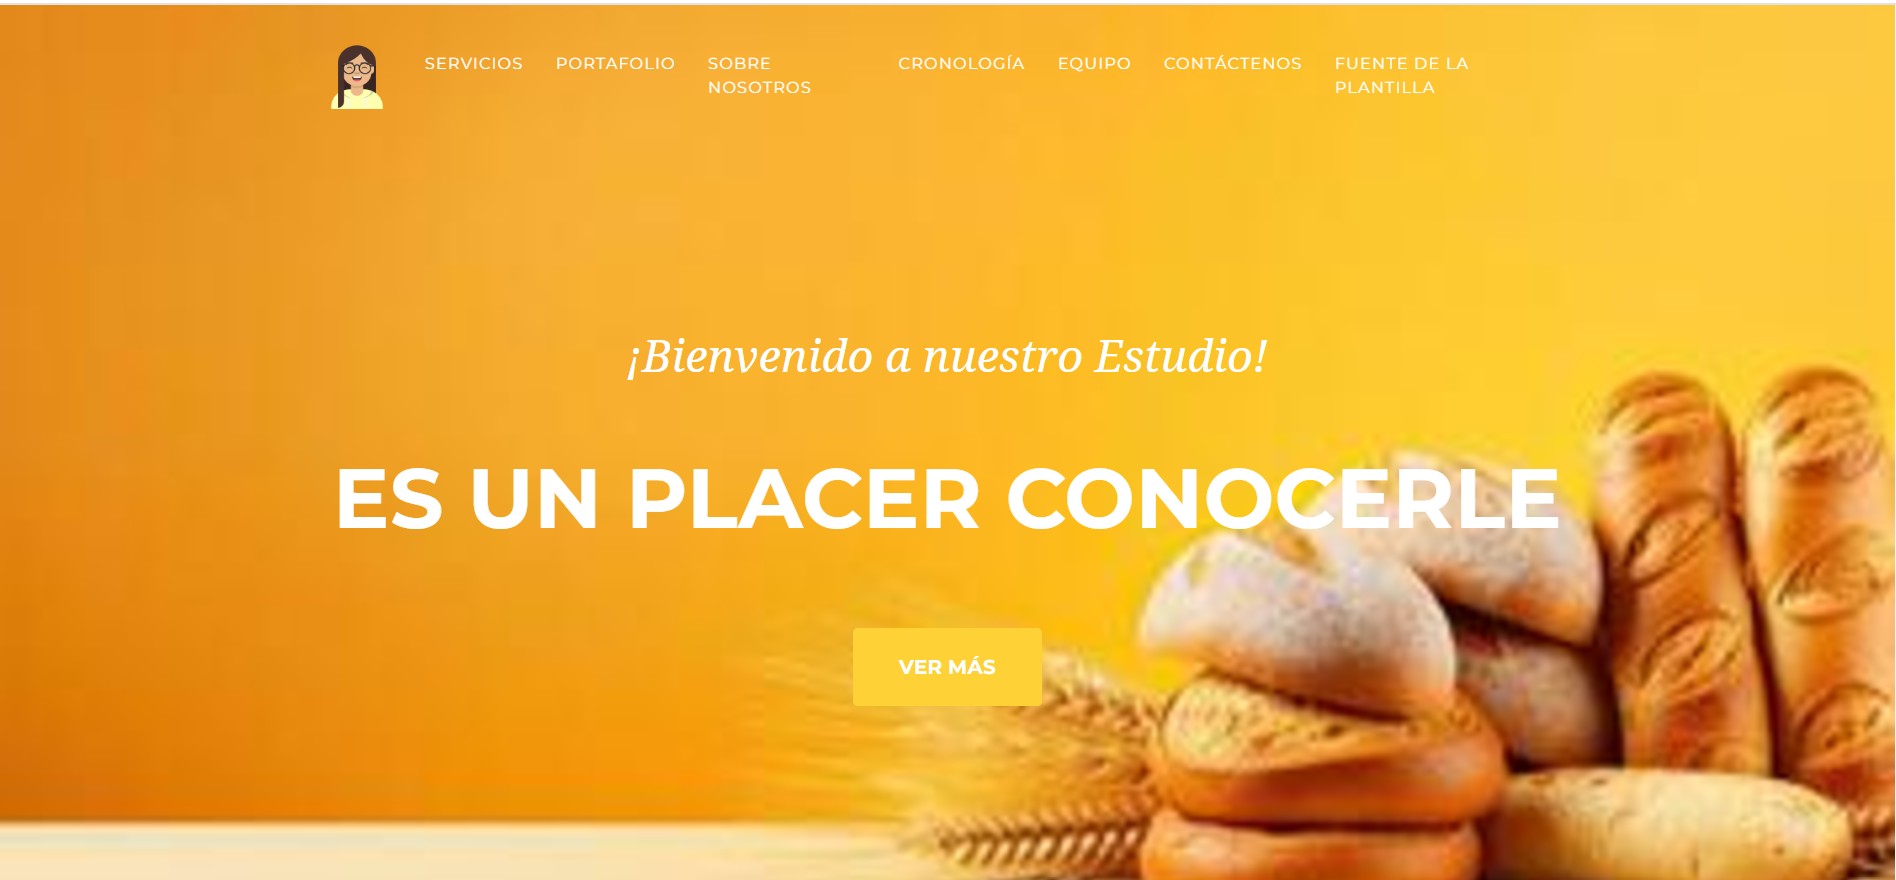 SERVICIOS PORTAFOLIO SOBRE NOSOTROS CRONOLOGÍA EQUIPO CONTÁCTENOS FUENTE DE LA PLANTILLA
¡Bienvenido a nuestro Estudio!
ES UN PLACER CONOCERLE
VER MÁS